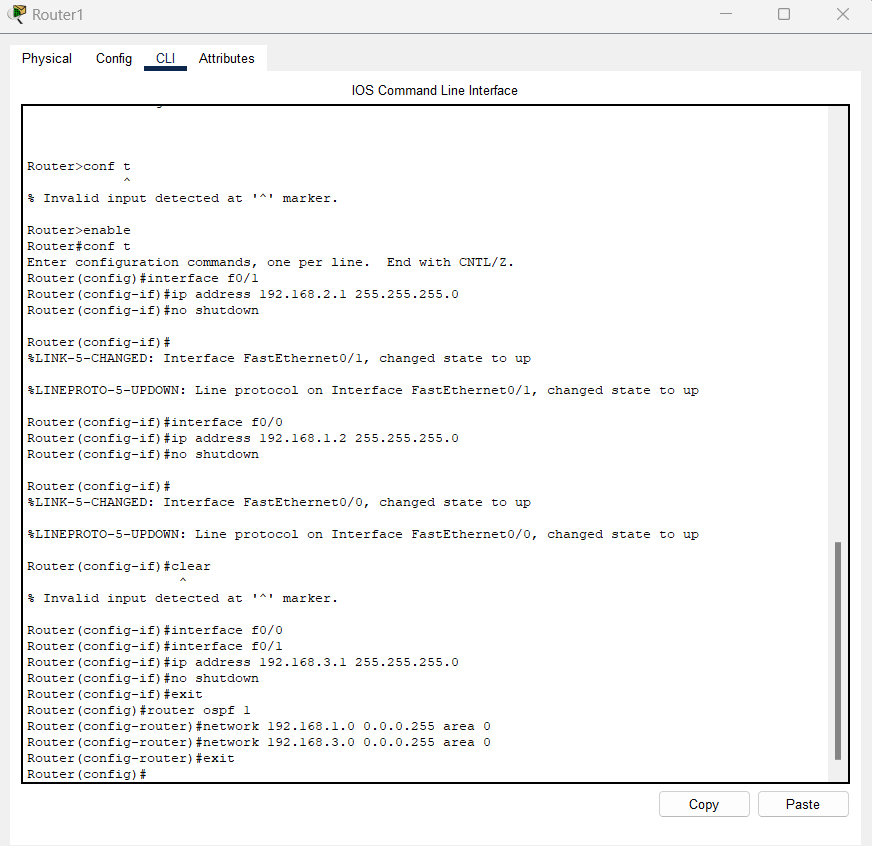 Router1
Physical Config CLI Attributes
IOS Command Line Interface
Router>conf t
^
% Invalid input detected at '^' marker.
Router>enable
Router#conf t
Enter configuration commands, one per line.  End with CNTL/Z.
Router(config)#interface f0/1
Router(config-if)#ip address 192.168.2.1 255.255.255.0
Router(config-if)#no shutdown
Router(config-if)#
%LINK-5-CHANGED: Interface FastEthernet0/1, changed state to up
%LINEPROTO-5-UPDOWN: Line protocol on Interface FastEthernet0/1, changed state to up
Router(config-if)#interface f0/0
Router(config-if)#ip address 192.168.1.2 255.255.255.0
Router(config-if)#no shutdown
Router(config-if)#
%LINK-5-CHANGED: Interface FastEthernet0/0, changed state to up
%LINEPROTO-5-UPDOWN: Line protocol on Interface FastEthernet0/0, changed state to up
Router(config-if)#clear
^
% Invalid input detected at '^' marker.
Router(config-if)#interface f0/0
Router(config-if)#interface f0/1
Router(config-if)#ip address 192.168.3.1 255.255.255.0
Router(config-if)#no shutdown
Router(config-if)#exit
Router(config)#router ospf 1
Router(config-router)#network 192.168.1.0 0.0.0.255 area 0
Router(config-router)#network 192.168.3.0 0.0.0.255 area 0
Router(config-router)#exit
Router(config)#
Copy Paste